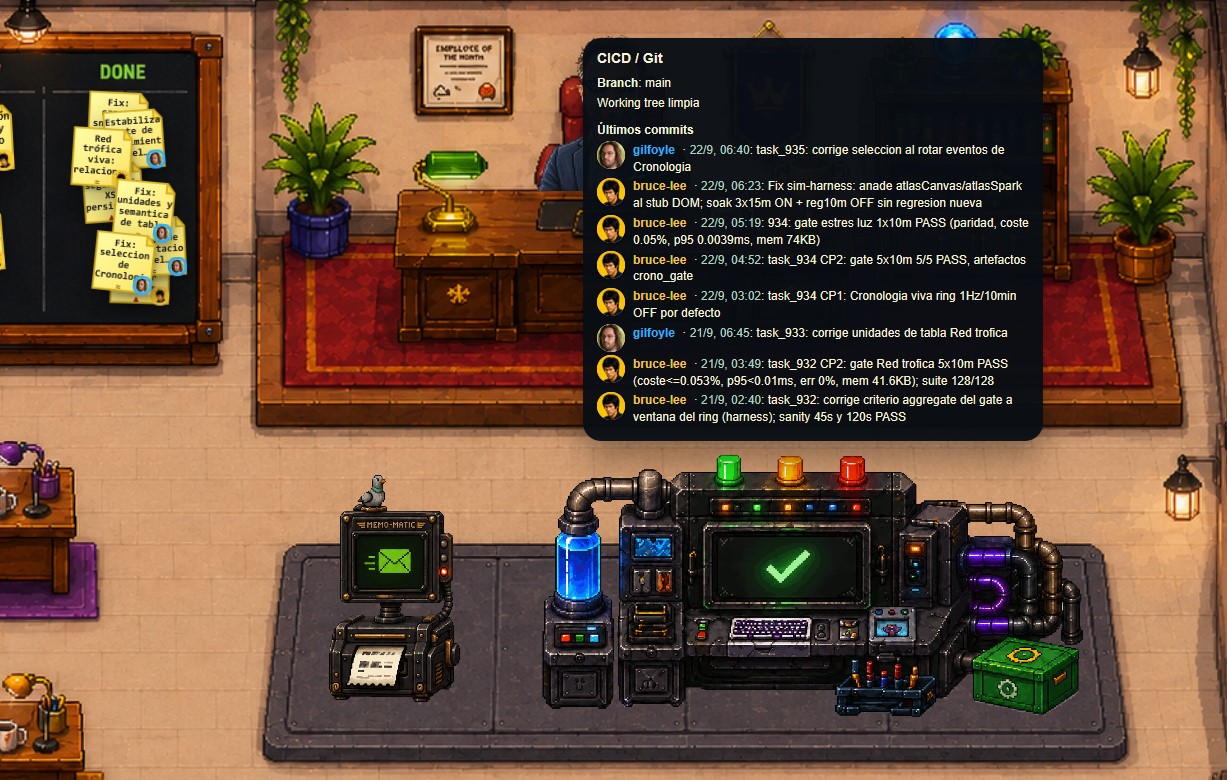 DONE
Fix:
Estabiliza
Red
trófica
viva:
relacion
Fix:
unidades y
semantica
de tabl
Fix:
seleccion
de
Cronolo
EMPLOYEE OF
THE MONTH
CICD / Git
Branch: main
Working tree limpia
Últimos commits
gilfoyle · 22/9, 06:40: task_935: corrige seleccion al rotar eventos de
Cronologia
bruce-lee · 22/9, 06:23: Fix sim-harness: anade atlasCanvas/atlasSpark
al stub DOM; soak 3x15m ON + reg10m OFF sin regresion nueva
bruce-lee · 22/9, 05:19: 934: gate estres luz 1x10m PASS (paridad, coste
0.05%, p95 0.0039ms, mem 74KB)
bruce-lee · 22/9, 04:52: task_934 CP2: gate 5x10m 5/5 PASS, artefactos
crono_gate
bruce-lee · 22/9, 03:02: task_934 CP1: Cronologia viva ring 1Hz/10min
OFF por defecto
gilfoyle · 21/9, 06:45: task_933: corrige unidades de tabla Red trofica
bruce-lee · 21/9, 03:49: task_932 CP2: gate Red trofica 5x10m PASS
(coste<=0.053%, p95<0.01ms, err 0%, mem 41.6KB); suite 128/128
bruce-lee · 21/9, 02:40: task_932: corrige criterio aggregate del gate a
ventana del ring (harness); sanity 45s y 120s PASS
MEMO-MATIC